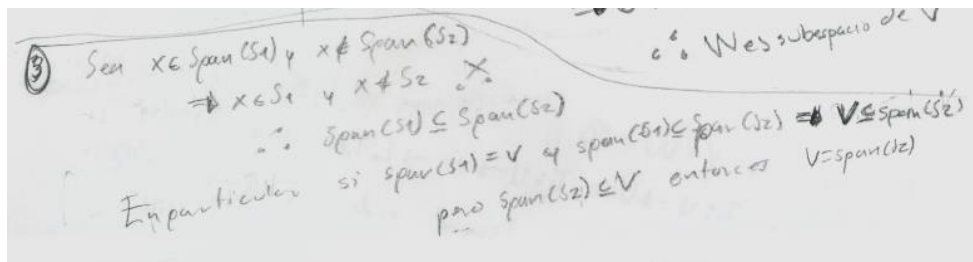 ∴ W es subespacio de V
③ Sea x ∈ Span(S1) y x ∉ Span(S2)
⇒ x ∈ S1 y x ∉ S2 ⨯
∴ Span(S1) ⊆ Span(S2)
En particular si span(S1) = V y span(S1) ⊆ Span(S2) ⇒ V ⊆ Span(S2)
pero Span(S2) ⊆ V entonces V = span(S2)